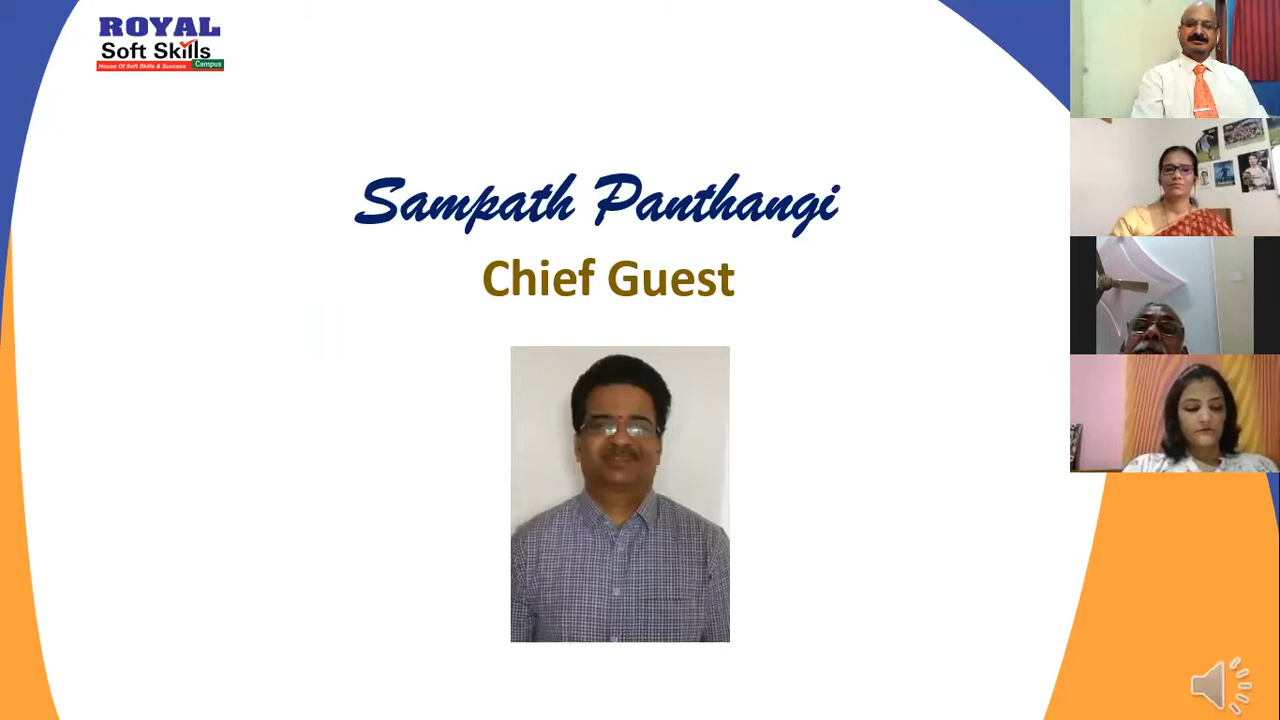 ROYAL
Soft Skills
House Of Soft Skills & Success
Campus
Sampath Panthangi
Chief Guest